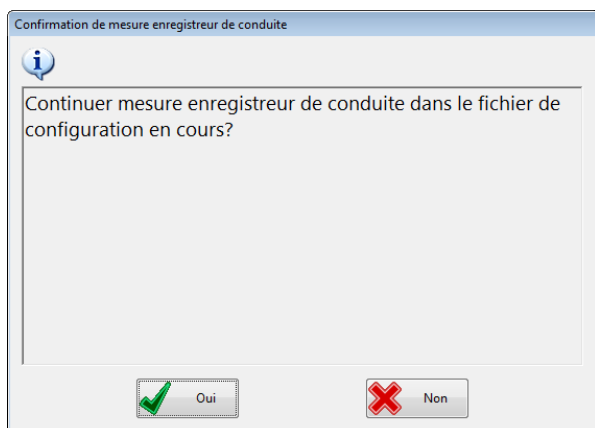 Confirmation de mesure enregistreur de conduite
Continuer mesure enregistreur de conduite dans le fichier de
configuration en cours?
Oui
Non